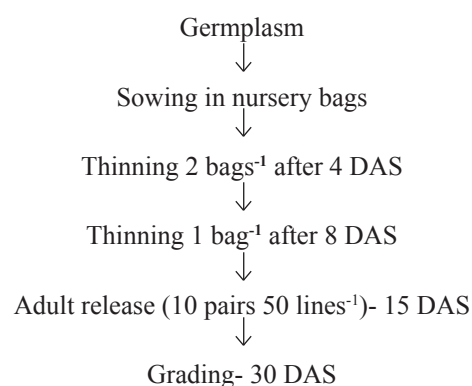 Germplasm
↓
Sowing in nursery bags
↓
Thinning 2 bags⁻¹ after 4 DAS
↓
Thinning 1 bag⁻¹ after 8 DAS
↓
Adult release (10 pairs 50 lines⁻¹)- 15 DAS
↓
Grading- 30 DAS